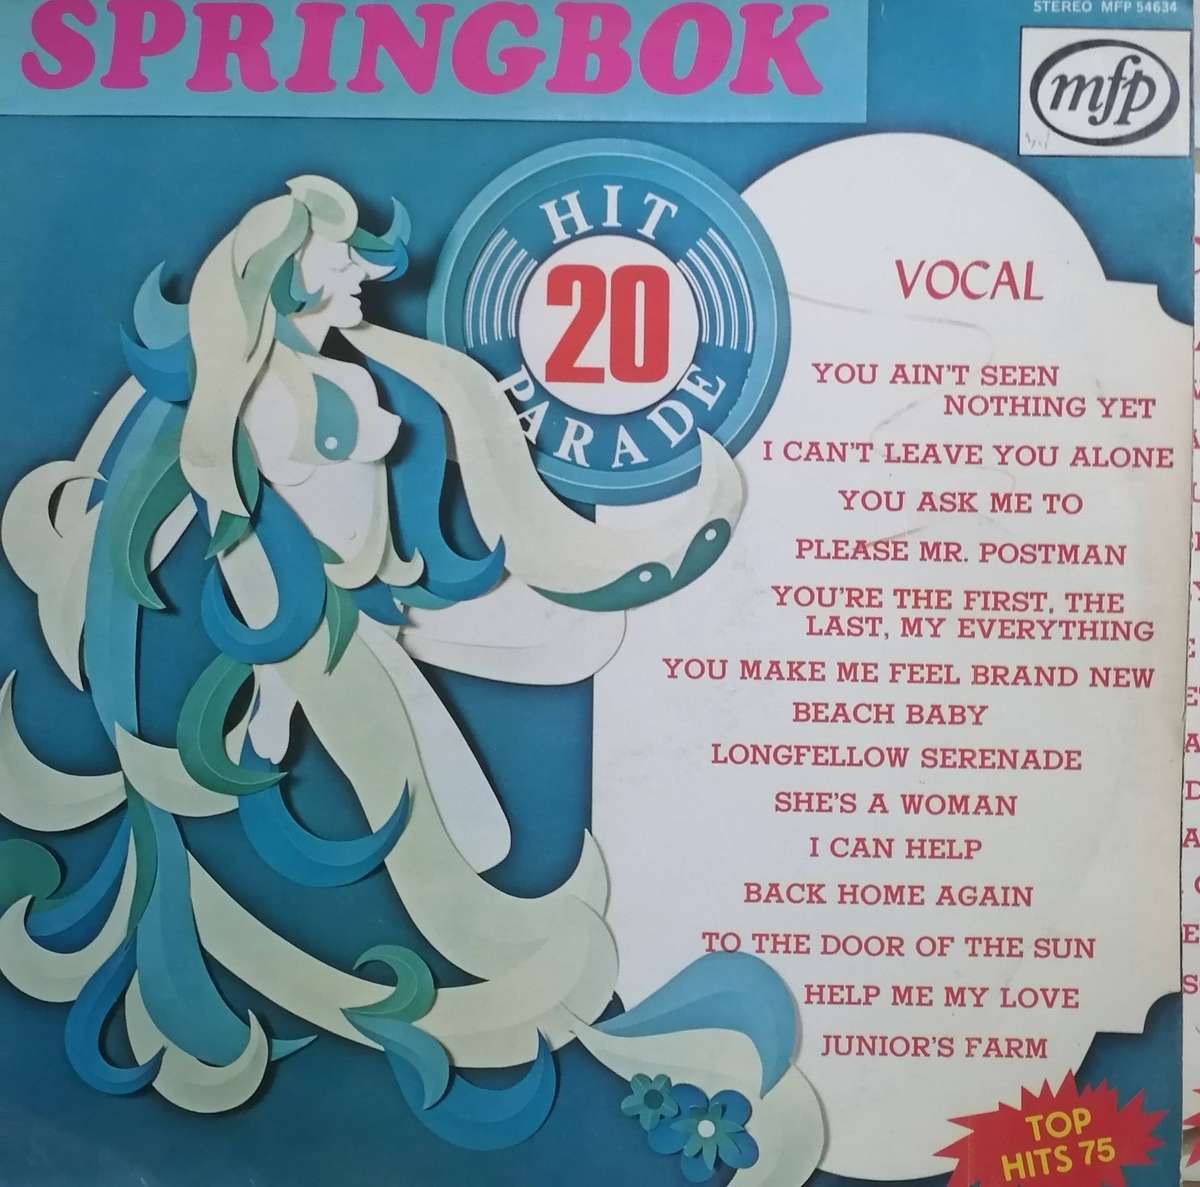 SPRINGBOK
STEREO MFP 54634
mfp
HIT
20
PARADE
VOCAL
YOU AIN'T SEEN
NOTHING YET
I CAN'T LEAVE YOU ALONE
YOU ASK ME TO
PLEASE MR. POSTMAN
YOU'RE THE FIRST, THE
LAST, MY EVERYTHING
YOU MAKE ME FEEL BRAND NEW
BEACH BABY
LONGFELLOW SERENADE
SHE'S A WOMAN
I CAN HELP
BACK HOME AGAIN
TO THE DOOR OF THE SUN
HELP ME MY LOVE
JUNIOR'S FARM
TOP
HITS 75